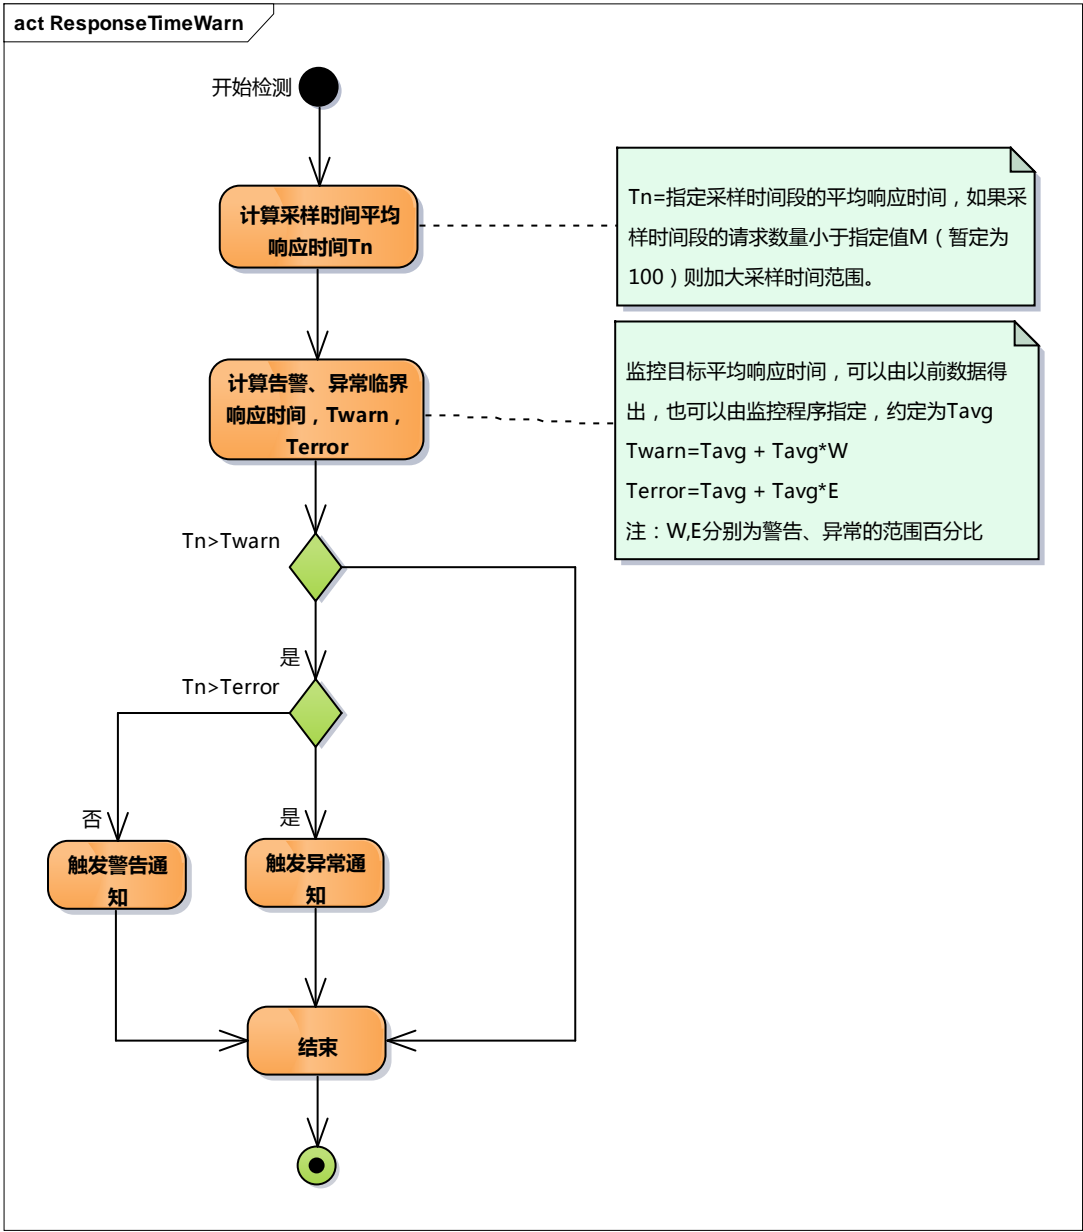 act ResponseTimeWarn
开始检测
计算采样时间平均
响应时间Tn
Tn=指定采样时间段的平均响应时间，如果采
样时间段的请求数量小于指定值M（暂定为
100）则加大采样时间范围。
计算告警、异常临界
响应时间，Twarn，
Terror
监控目标平均响应时间，可以由以前数据得
出，也可以由监控程序指定，约定为Tavg
Twarn=Tavg + Tavg*W
Terror=Tavg + Tavg*E
注：W,E分别为警告、异常的范围百分比
Tn>Twarn
是
Tn>Terror
否
是
触发警告通
知
触发异常通
知
结束